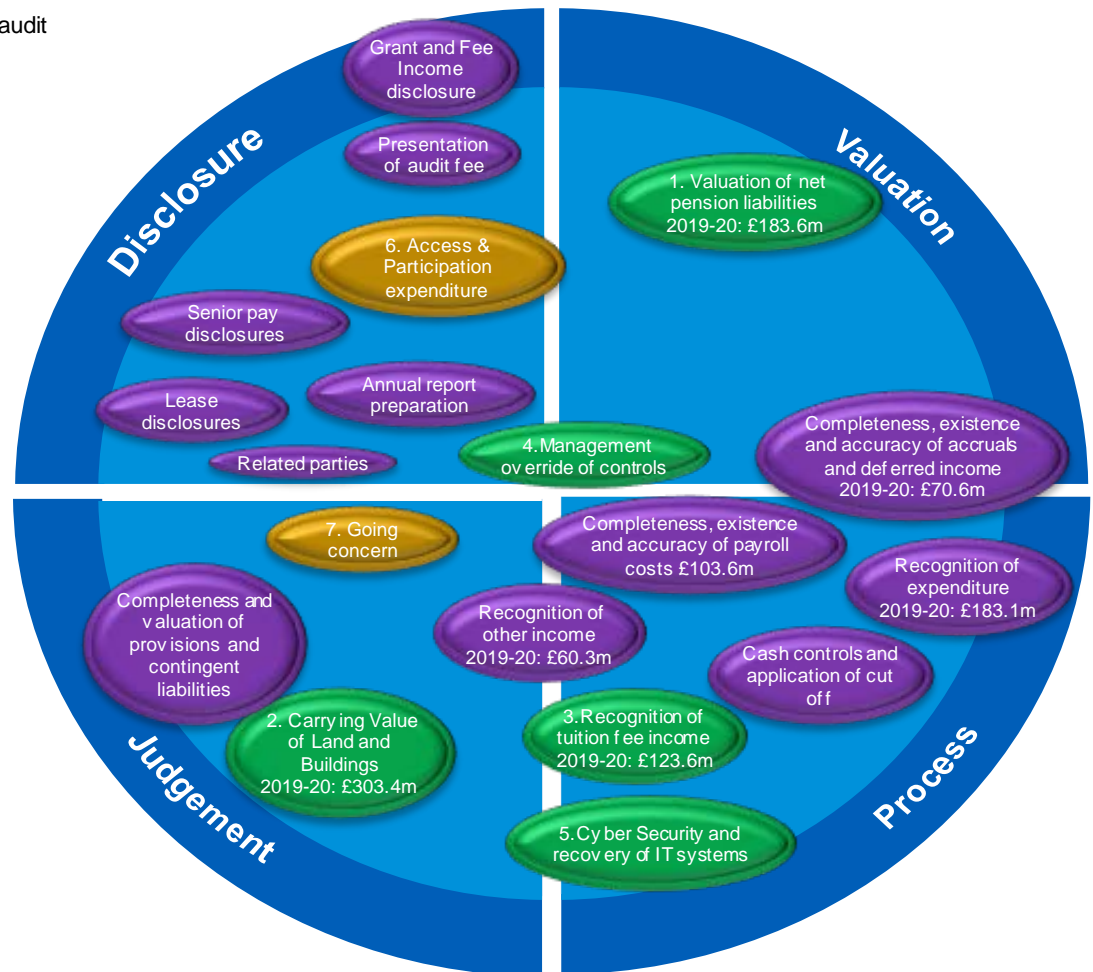 audit
Grant and Fee
Income
disclosure
Presentation
of audit fee
Disclosure
Valuation
1. Valuation of net
pension liabilities
2019-20: £183.6m
6. Access &
Participation
expenditure
Senior pay
disclosures
Annual report
preparation
Lease
disclosures
Related parties
4.Management
override of controls
Completeness, existence
and accuracy of accruals
and deferred income
2019-20: £70.6m
7. Going
concern
Completeness, existence
and accuracy of payroll
costs £103.6m
Recognition of
expenditure
2019-20: £183.1m
Completeness and
valuation of
provisions and
contingent
liabilities
Recognition of
other income
2019-20: £60.3m
Cash controls and
application of cut
off
2. Carrying Value
of Land and
Buildings
2019-20: £303.4m
3.Recognition of
tuition fee income
2019-20: £123.6m
Judgement
Process
5.Cyber Security and
recovery of IT systems